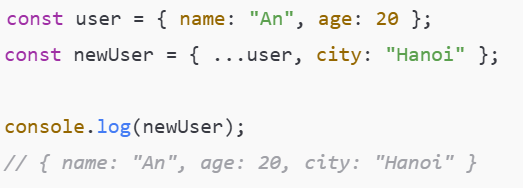 const user = { name: "An", age: 20 };
const newUser = { ...user, city: "Hanoi" };
console.log(newUser);
// { name: "An", age: 20, city: "Hanoi" }